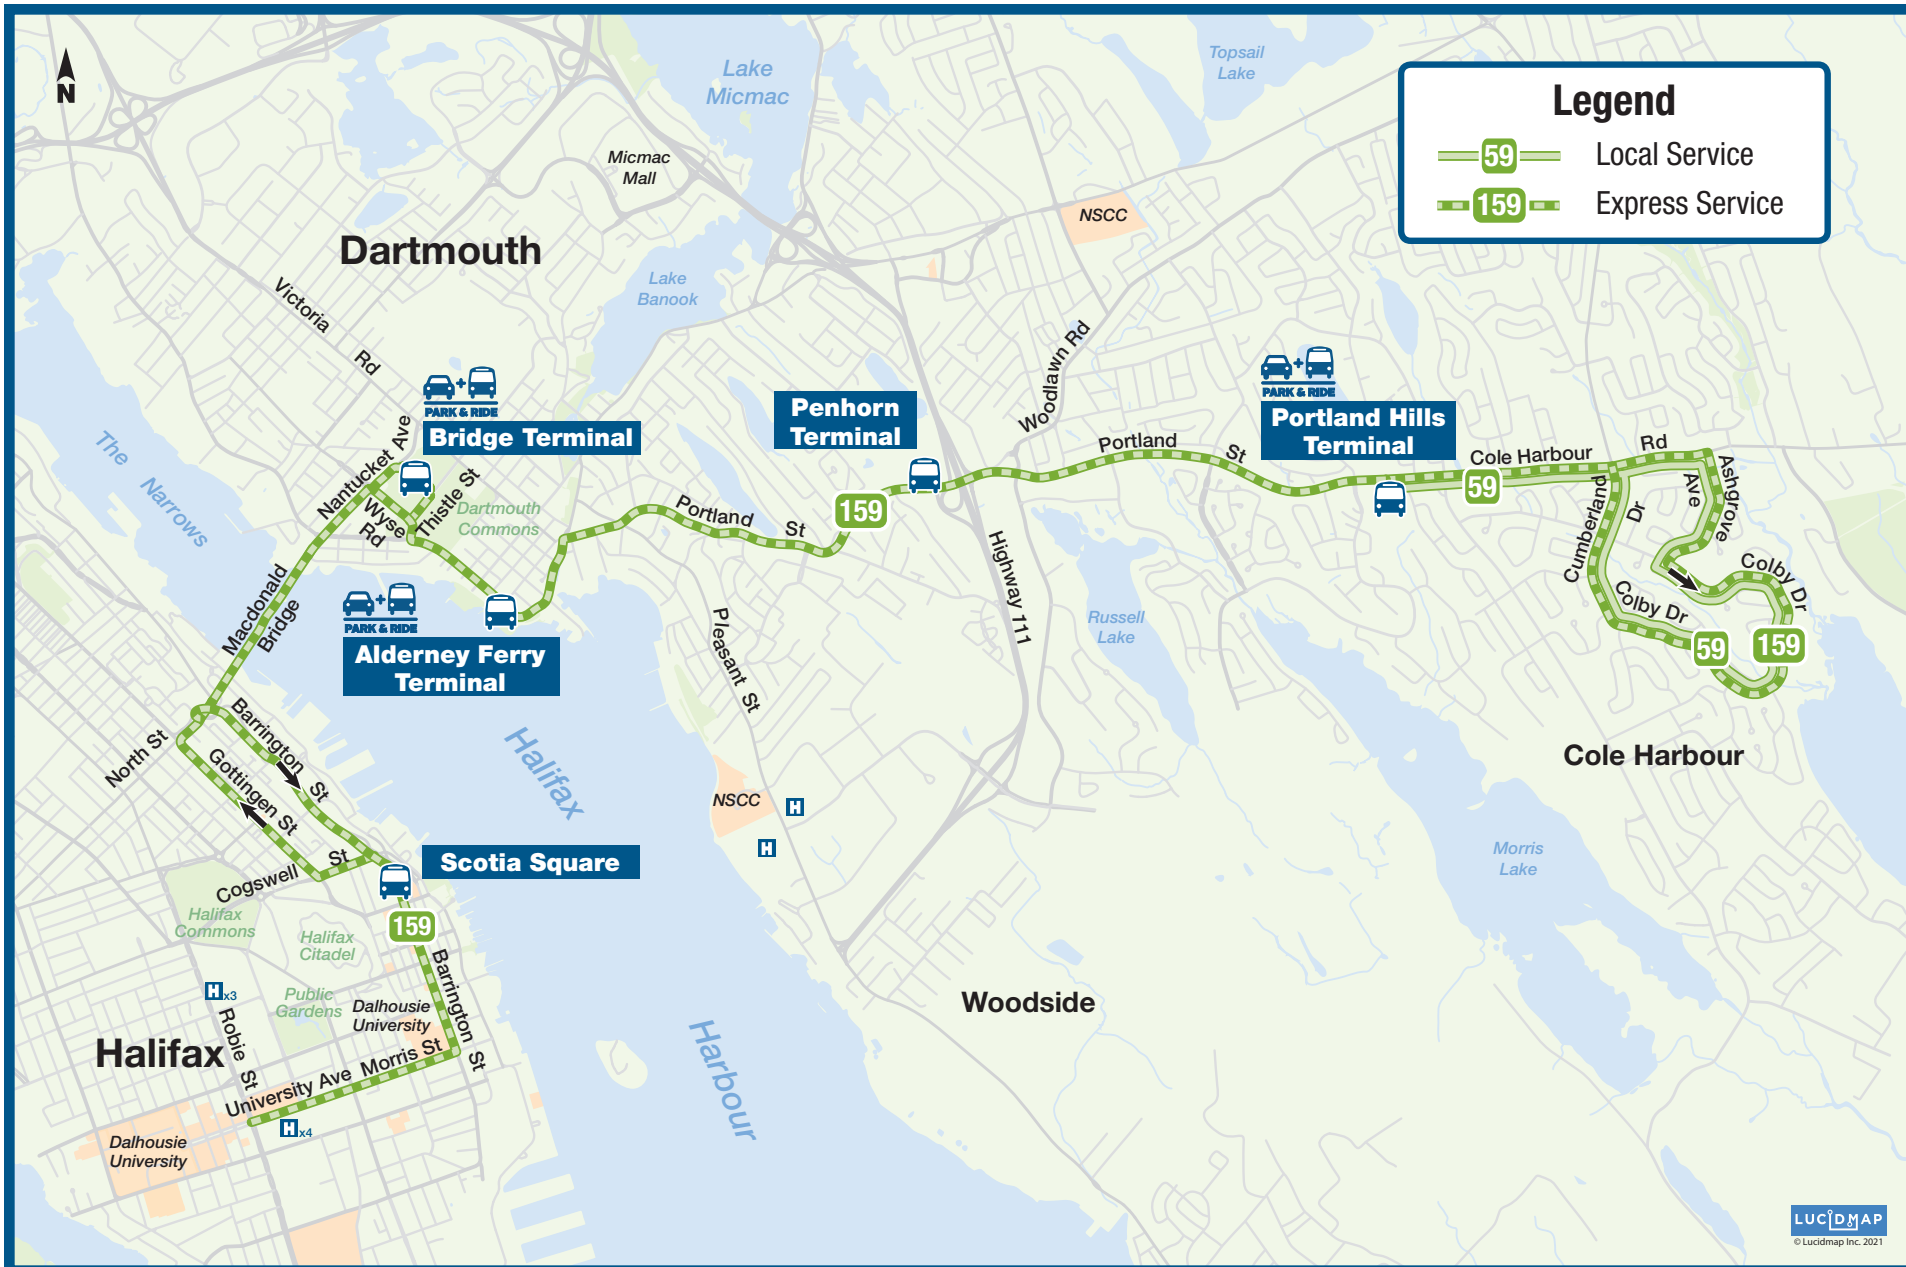 N
Lake
Micmac
Topsail
Lake
Legend
59
Local Service
159
Express Service
Micmac
Mall
NSCC
Dartmouth
Lake
Banook
Victoria
Rd
Woodlawn Rd
PARK & RIDE
Bridge Terminal
Penhorn
Terminal
PARK & RIDE
Portland Hills
Terminal
Portland
St
Cole Harbour
Rd
59
Ashgrove
Ave
The
Narrows
Nantucket Ave
Wyse
Rd
Thistle St
Dartmouth
Commons
Portland
St
159
Highway 111
Cumberland
Dr
Colby Dr
Colby Dr
59
159
Macdonald
Bridge
PARK & RIDE
Alderney Ferry
Terminal
Pleasant St
Russell
Lake
Cole Harbour
North St
Barrington
St
Gottingen St
Halifax
NSCC
H
H
Morris
Lake
Cogswell
St
Scotia Square
Halifax
Commons
Halifax
Citadel
159
Barrington
St
H x3
Public
Gardens
Dalhousie
University
Robie
St
Woodside
Harbour
Halifax
University Ave
Morris St
H x4
Dalhousie
University
LUCIDMAP
© Lucidmap Inc. 2021